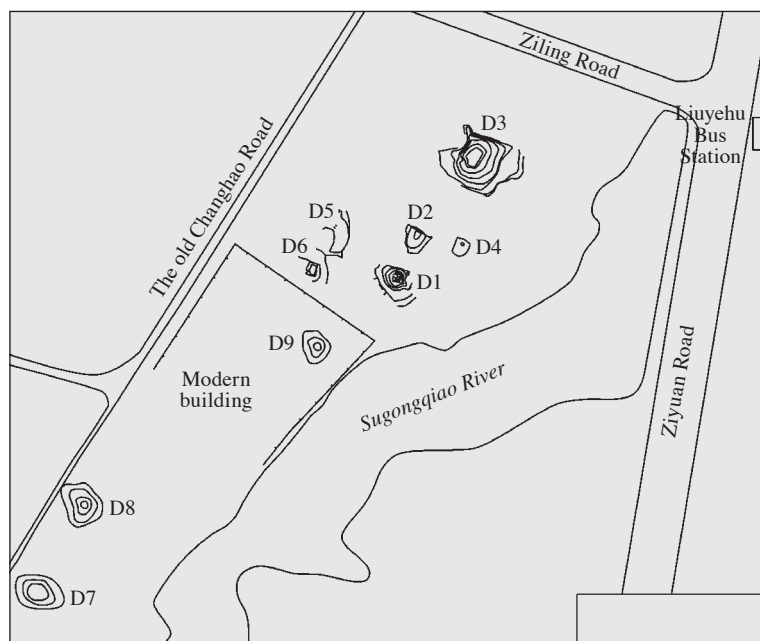 Ziling Road
Liuyehu
Bus
Station
D3
The old Changhao Road
D5
D2
D4
D6
D1
D9
Modern
building
Sugongqiao River
Ziyuan Road
D8
D7